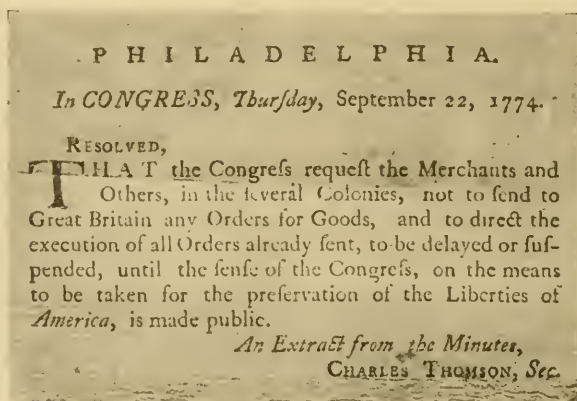 PHILADELPHIA.
In CONGRESS, Thurſday, September 22, 1774.
RESOLVED,
THAT the Congreſs requeſt the Merchants and
Others, in the ſeveral Colonies, not to ſend to
Great Britain any Orders for Goods, and to direct the
execution of all Orders already ſent, to be delayed or ſuſ-
pended, until the ſenſe of the Congreſs, on the means
to be taken for the preſervation of the Liberties of
America, is made public.
An Extract from the Minutes,
CHARLES THOMSON, Sec.